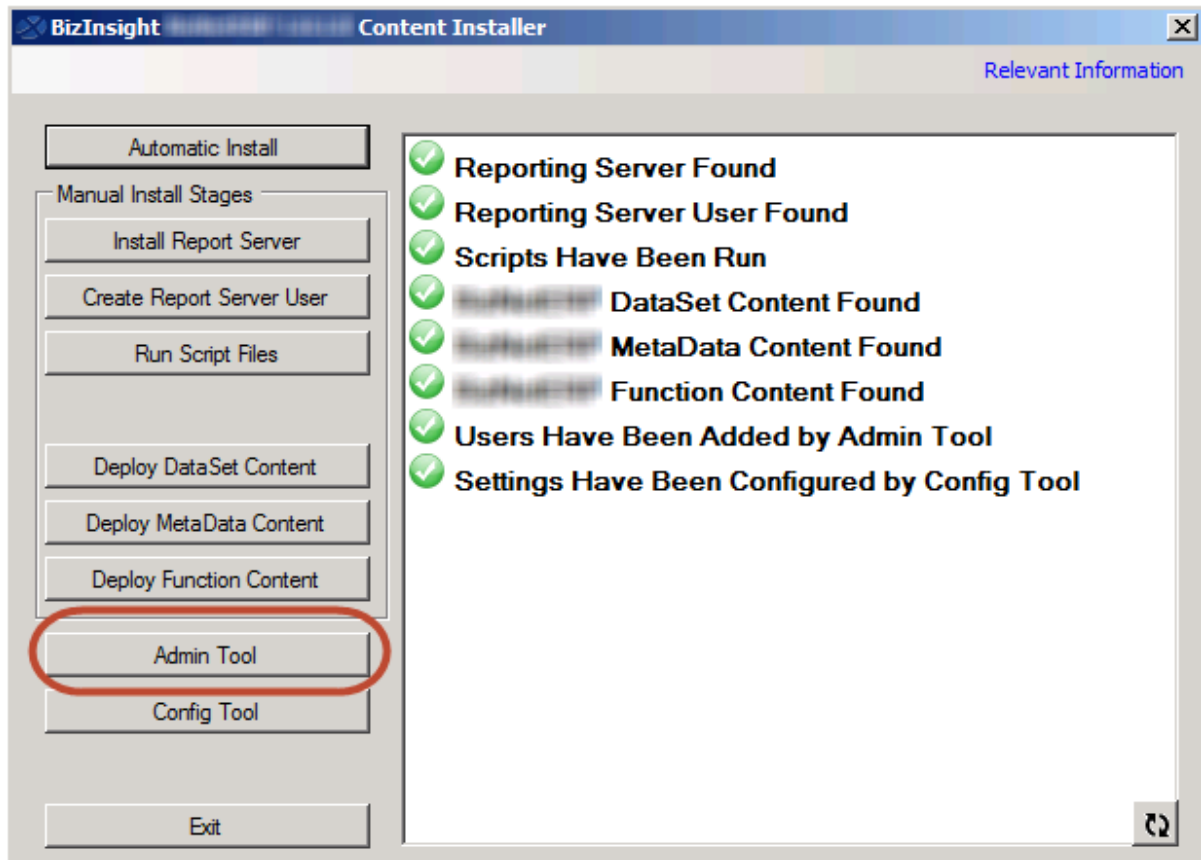 BizInsight Content Installer
Relevant Information
Automatic Install
Manual Install Stages
Install Report Server
Create Report Server User
Run Script Files
Deploy DataSet Content
Deploy MetaData Content
Deploy Function Content
Admin Tool
Config Tool
Exit
Reporting Server Found
Reporting Server User Found
Scripts Have Been Run
DataSet Content Found
MetaData Content Found
Function Content Found
Users Have Been Added by Admin Tool
Settings Have Been Configured by Config Tool